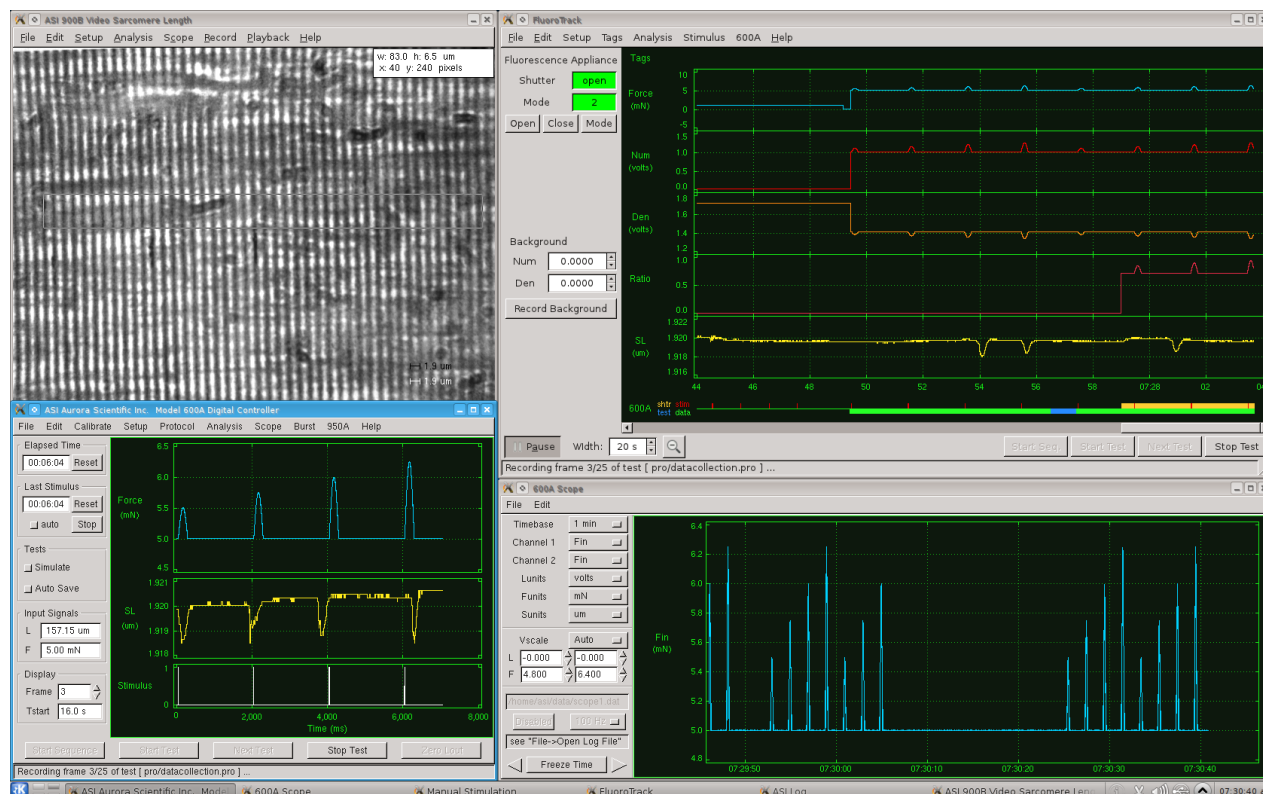 ASI 900B Video Sarcomere Length
File Edit Setup Analysis Scope Record Playback Help
w: 83.0 h: 6.5 um
x: 40 y: 240 pixels
1.9 um
1.9 um
FluoroTrack
File Edit Setup Tags Analysis Stimulus 600A Help
Fluorescence Appliance
Shutter open
Mode 2
Open Close Mode
Background
Num 0.0000
Den 0.0000
Record Background
Tags
Force
(mN)
10
5
0
-5
Num
(volts)
1.5
1.0
0.5
0.0
Den
(volts)
1.8
1.6
1.4
1.2
Ratio
1.0
0.5
0.0
SL
(um)
1.922
1.920
1.918
1.916
44 46 48 50 52 54 56 58 07:28 02 04
600A shtr stim
test data
Pause Width: 20 s Start Seq. Start Test Next Test Stop Test
Recording frame 3/25 of test [ pro/datacollection.pro ] ...
ASI Aurora Scientific Inc. Model 600A Digital Controller
File Edit Calibrate Setup Protocol Analysis Scope Burst 950A Help
Elapsed Time
00:06:04 Reset
Last Stimulus
00:06:04 Reset
auto Stop
Tests
Simulate
Auto Save
Input Signals
L 157.15 um
F 5.00 mN
Display
Frame 3
Tstart 16.0 s
Force
(mN)
6.5
6.0
5.5
5.0
4.5
SL
(um)
1.921
1.920
1.919
1.918
Stimulus
1
0
0 2,000 4,000 6,000 8,000
Time (ms)
Start Sequence Start Test Next Test Stop Test Zero Lout
Recording frame 3/25 of test [ pro/datacollection.pro ] ...
600A Scope
File Edit
Timebase 1 min
Channel 1 Fin
Channel 2 Fin
Lunits volts
Funits mN
Sunits um
Vscale Auto
L -0.000 -0.000
F 4.800 6.400
/home/asi/data/scope1.dat
Disabled 100 Hz
see "File->Open Log File"
Freeze Time
Fin
(mN)
6.4
6.2
6.0
5.8
5.6
5.4
5.2
5.0
4.8
07:29:50 07:30:00 07:30:10 07:30:20 07:30:30 07:30:40
ASI Aurora Scientific Inc. Mode 600A Scope Manual Stimulation FluoroTrack ASI Log ASI 900B Video Sarcomere Len 07:30:40